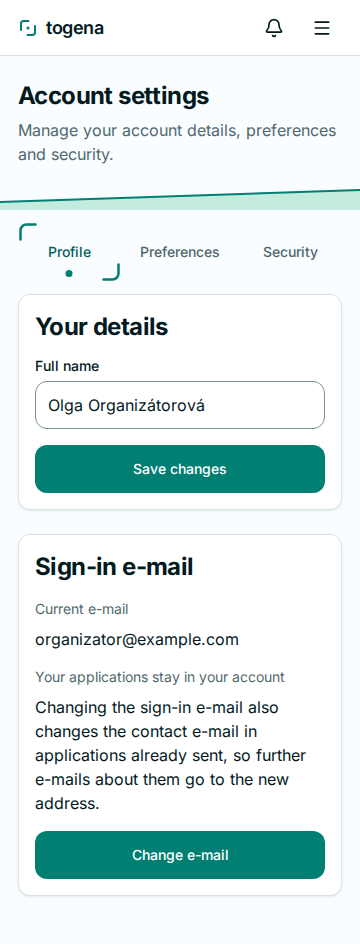 togena
Account settings
Manage your account details, preferences
and security.
Profile
Preferences
Security
Your details
Full name
Olga Organizátorová
Save changes
Sign-in e-mail
Current e-mail
organizator@example.com
Your applications stay in your account
Changing the sign-in e-mail also
changes the contact e-mail in
applications already sent, so further
e-mails about them go to the new
address.
Change e-mail